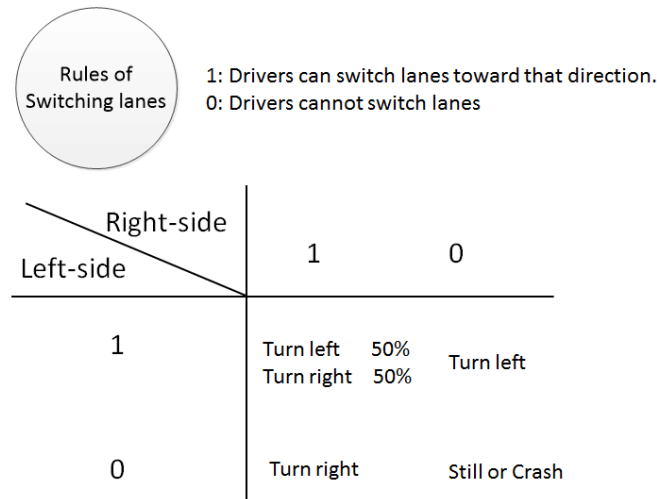 Rules of
Switching lanes
1: Drivers can switch lanes toward that direction.
0: Drivers cannot switch lanes
Right-side
Left-side
1 0
1
Turn left 50%
Turn right 50%
Turn left
0
Turn right
Still or Crash